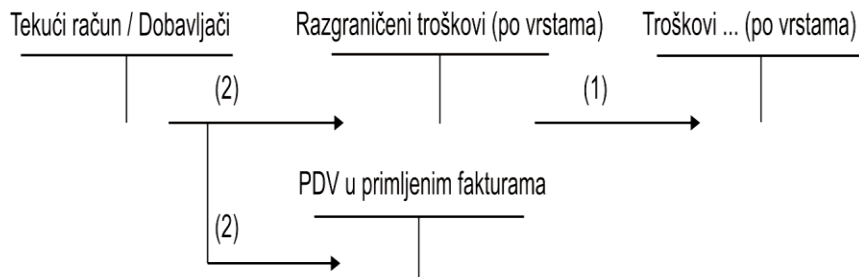 Tekući račun / Dobavljači
Razgraničeni troškovi (po vrstama)
Troškovi ... (po vrstama)
(2)
(1)
PDV u primljenim fakturama
(2)